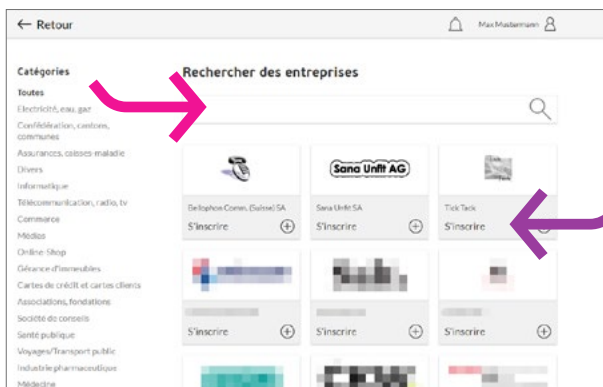 ← Retour
Max Mustermann
Catégories
Toutes
Electricité, eau, gaz
Confédération, cantons,
communes
Assurances, caisses-maladie
Divers
Informatique
Télécommunication, radio, tv
Commerce
Médias
Online-Shop
Gérance d'immeubles
Cartes de crédit et cartes clients
Associations, fondations
Société de conseils
Santé publique
Voyages/Transport public
Industrie pharmaceutique
Médecine
Rechercher des entreprises
Sana Unfit AG
Bellophon Comm. (Suisse) SA
Sana Unfit SA
Tick Tack
S'inscrire
S'inscrire
S'inscrire
S'inscrire
S'inscrire
S'inscrire